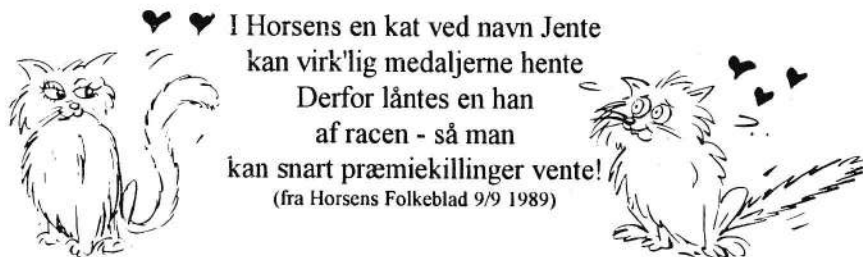 I Horsens en kat ved navn Jente
kan virk'lig medaljerne hente
Derfor låntes en han
af racen - så man
kan snart præmiekillinger vente!
(fra Horsens Folkeblad 9/9 1989)